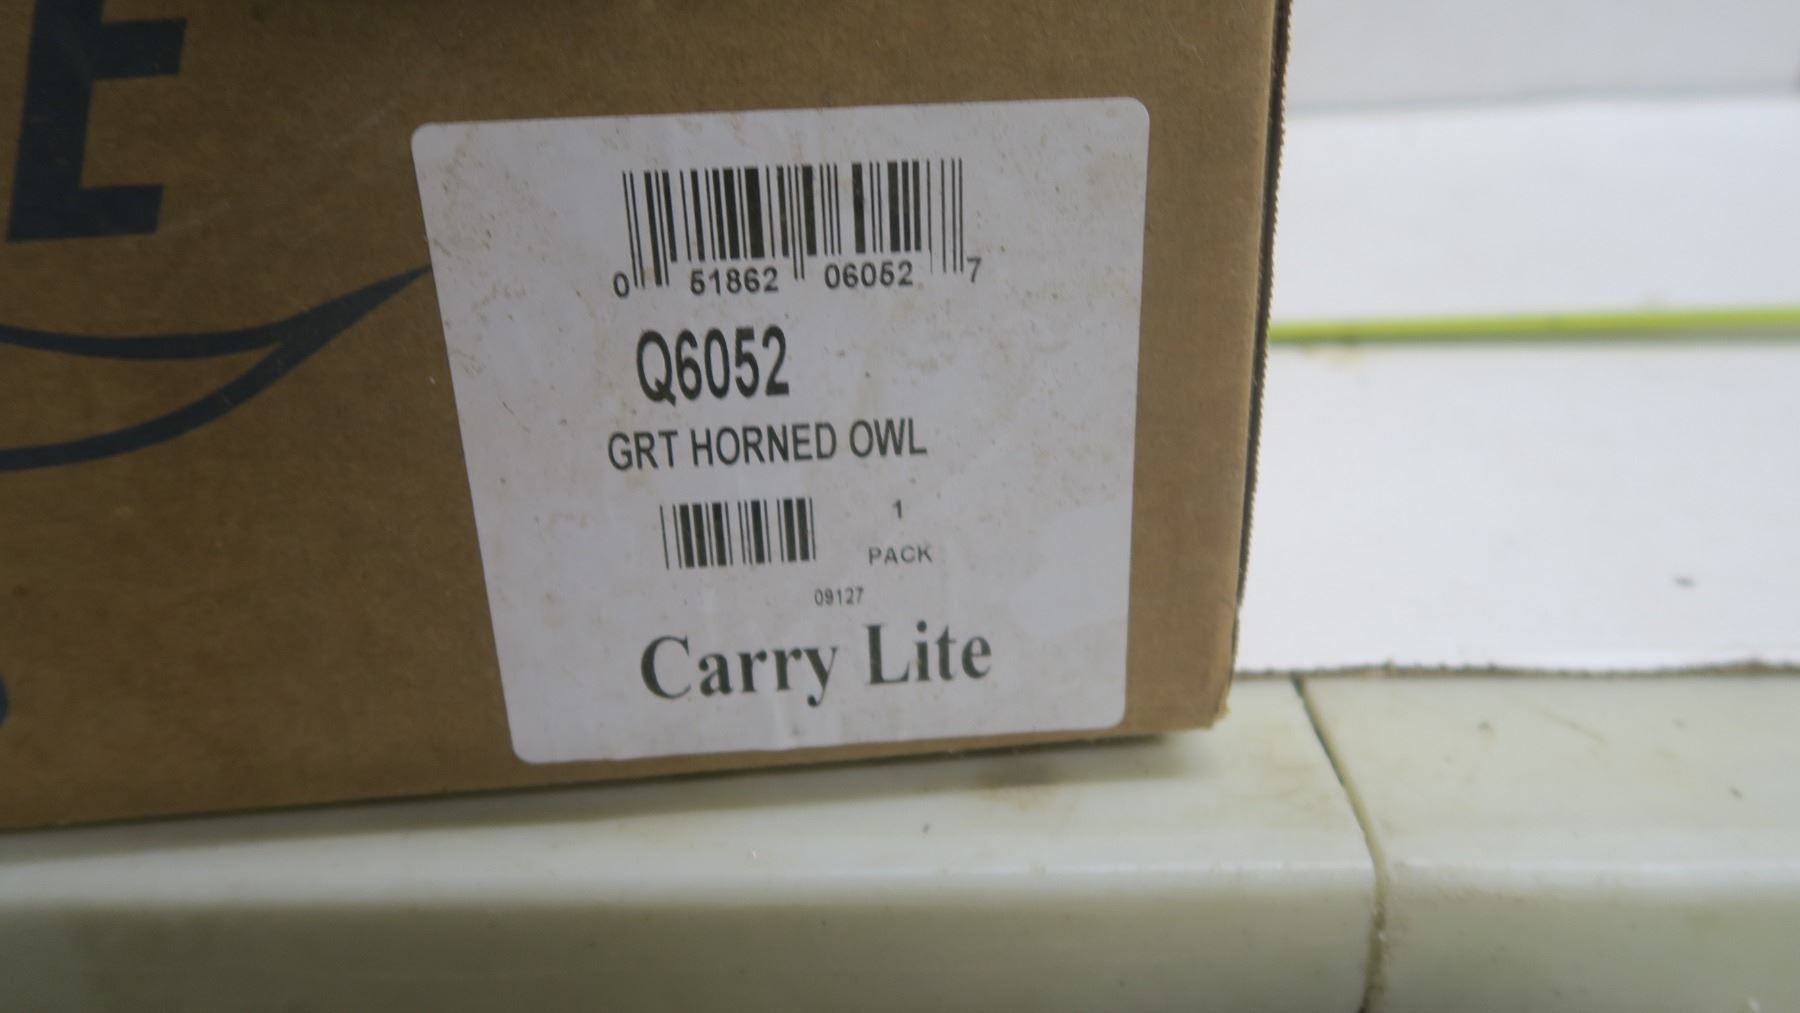 E
0 51862 06052 7
Q6052
GRT HORNED OWL
1
PACK
09127
Carry Lite